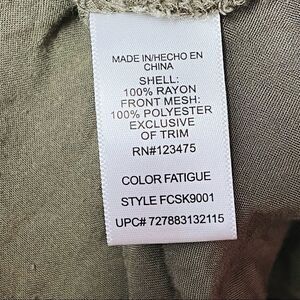 MADE IN/HECHO EN
CHINA
SHELL:
100% RAYON
FRONT MESH:
100% POLYESTER
EXCLUSIVE
OF TRIM
RN#123475
COLOR FATIGUE
STYLE FCSK9001
UPC# 727883132115